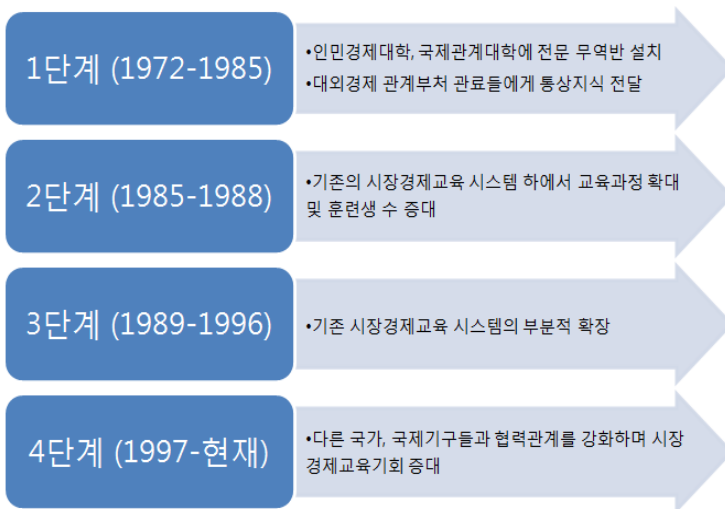 1단계 (1972-1985)
•인민경제대학, 국제관계대학에 전문 무역반 설치
•대외경제 관계부처 관료들에게 통상지식 전달
2단계 (1985-1988)
•기존의 시장경제교육 시스템 하에서 교육과정 확대
및 훈련생 수 증대
3단계 (1989-1996)
•기존 시장경제교육 시스템의 부분적 확장
4단계 (1997-현재)
•다른 국가, 국제기구들과 협력관계를 강화하며 시장
경제교육기회 증대